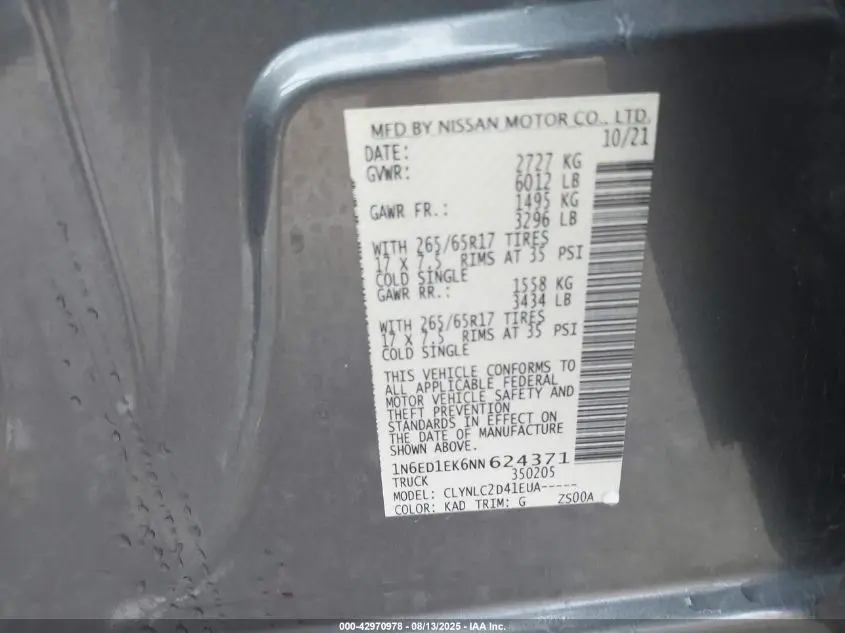 MFD BY NISSAN MOTOR CO., LTD.
DATE: 10/21
GVWR: 2727 KG
6012 LB
GAWR FR.: 1495 KG
3296 LB
WITH 265/65R17 TIRES
17 X 7.5 RIMS AT 35 PSI
COLD SINGLE
GAWR RR.: 1558 KG
3434 LB
WITH 265/65R17 TIRES
17 X 7.5 RIMS AT 35 PSI
COLD SINGLE
THIS VEHICLE CONFORMS TO
ALL APPLICABLE FEDERAL
MOTOR VEHICLE SAFETY AND
THEFT PREVENTION
STANDARDS IN EFFECT ON
THE DATE OF MANUFACTURE
SHOWN ABOVE.
1N6ED1EK6NN624371
TRUCK 350205
MODEL: CLYNLC2D41EUA-----
COLOR: KAD TRIM: G ZS00A
000-42970978 - 08/13/2025 - IAA Inc.